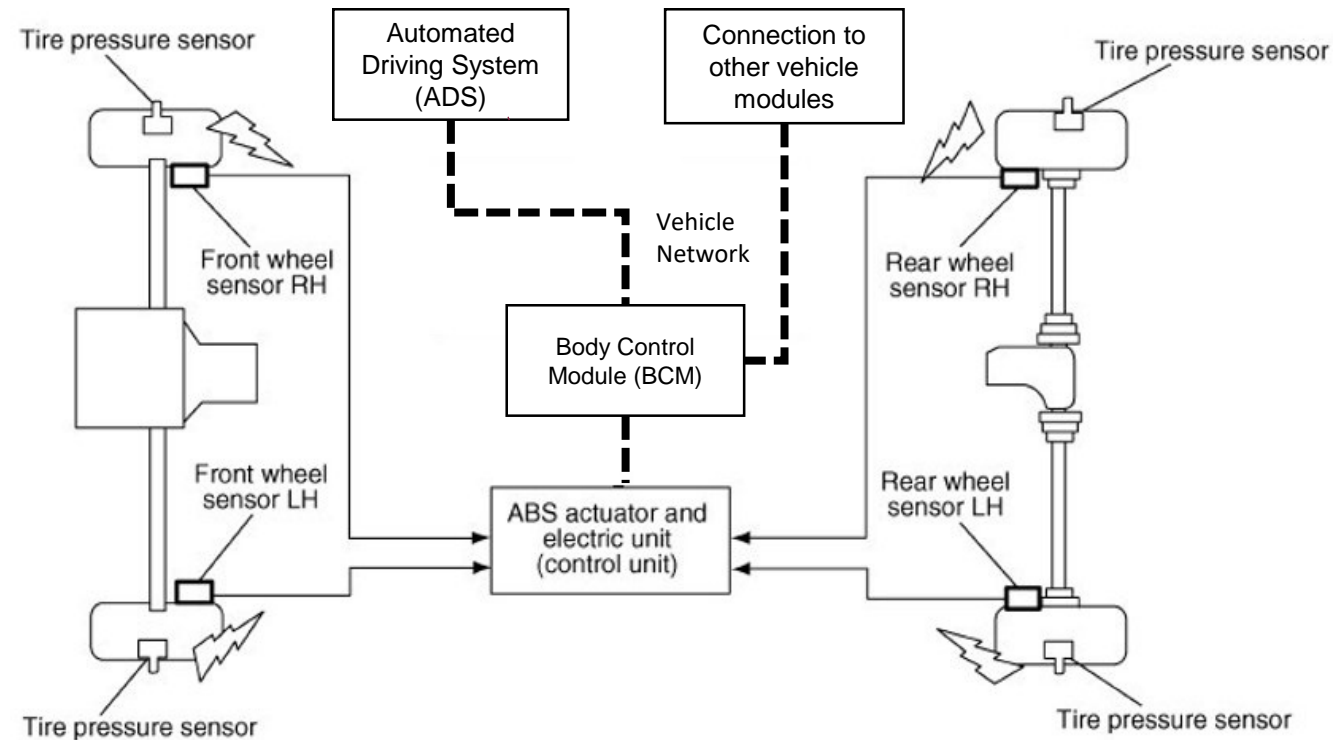 Tire pressure sensor
Automated
Driving System
(ADS)
Connection to
other vehicle
modules
Tire pressure sensor
Vehicle
Network
Front wheel
sensor RH
Rear wheel
sensor RH
Body Control
Module (BCM)
Front wheel
sensor LH
Rear wheel
sensor LH
ABS actuator and
electric unit
(control unit)
Tire pressure sensor
Tire pressure sensor